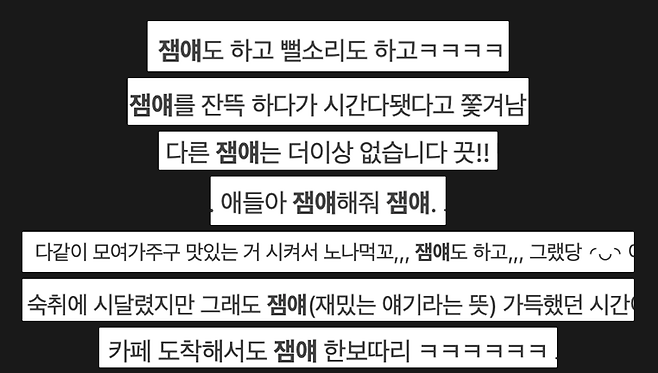 잼얘도 하고 뻘소리도 하고ㅋㅋㅋㅋ
잼얘를 잔뜩 하다가 시간다됏다고 쫓겨남
다른 잼얘는 더이상 없습니다 끗!!
. 애들아 잼얘해줘 잼얘.
다같이 모여가주구 맛있는 거 시켜서 노나먹꼬,,, 잼얘도 하고,,, 그랬당 ◜◡◝
숙취에 시달렸지만 그래도 잼얘(재밌는 얘기라는 뜻) 가득했던 시간
카페 도착해서도 잼얘 한보따리 ㅋㅋㅋㅋㅋㅋ